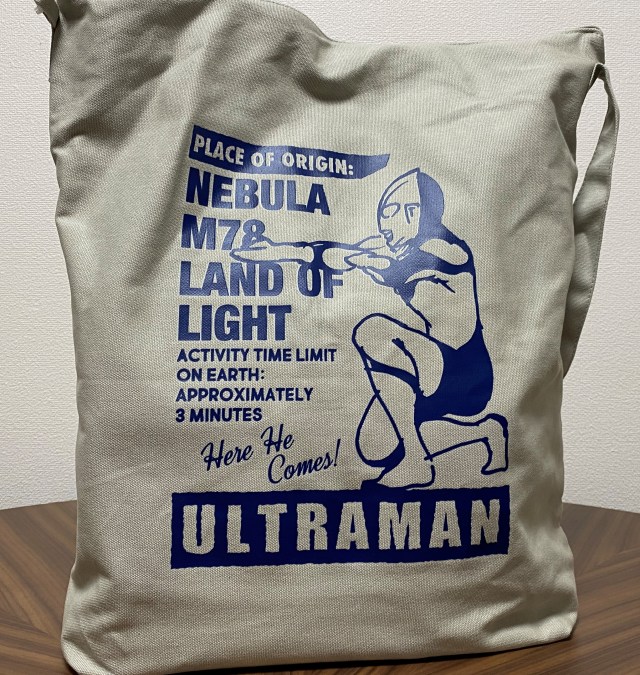 PLACE OF ORIGIN:
NEBULA
M78
LAND OF
LIGHT
ACTIVITY TIME LIMIT
ON EARTH:
APPROXIMATELY
3 MINUTES
Here He
Comes!
ULTRAMAN